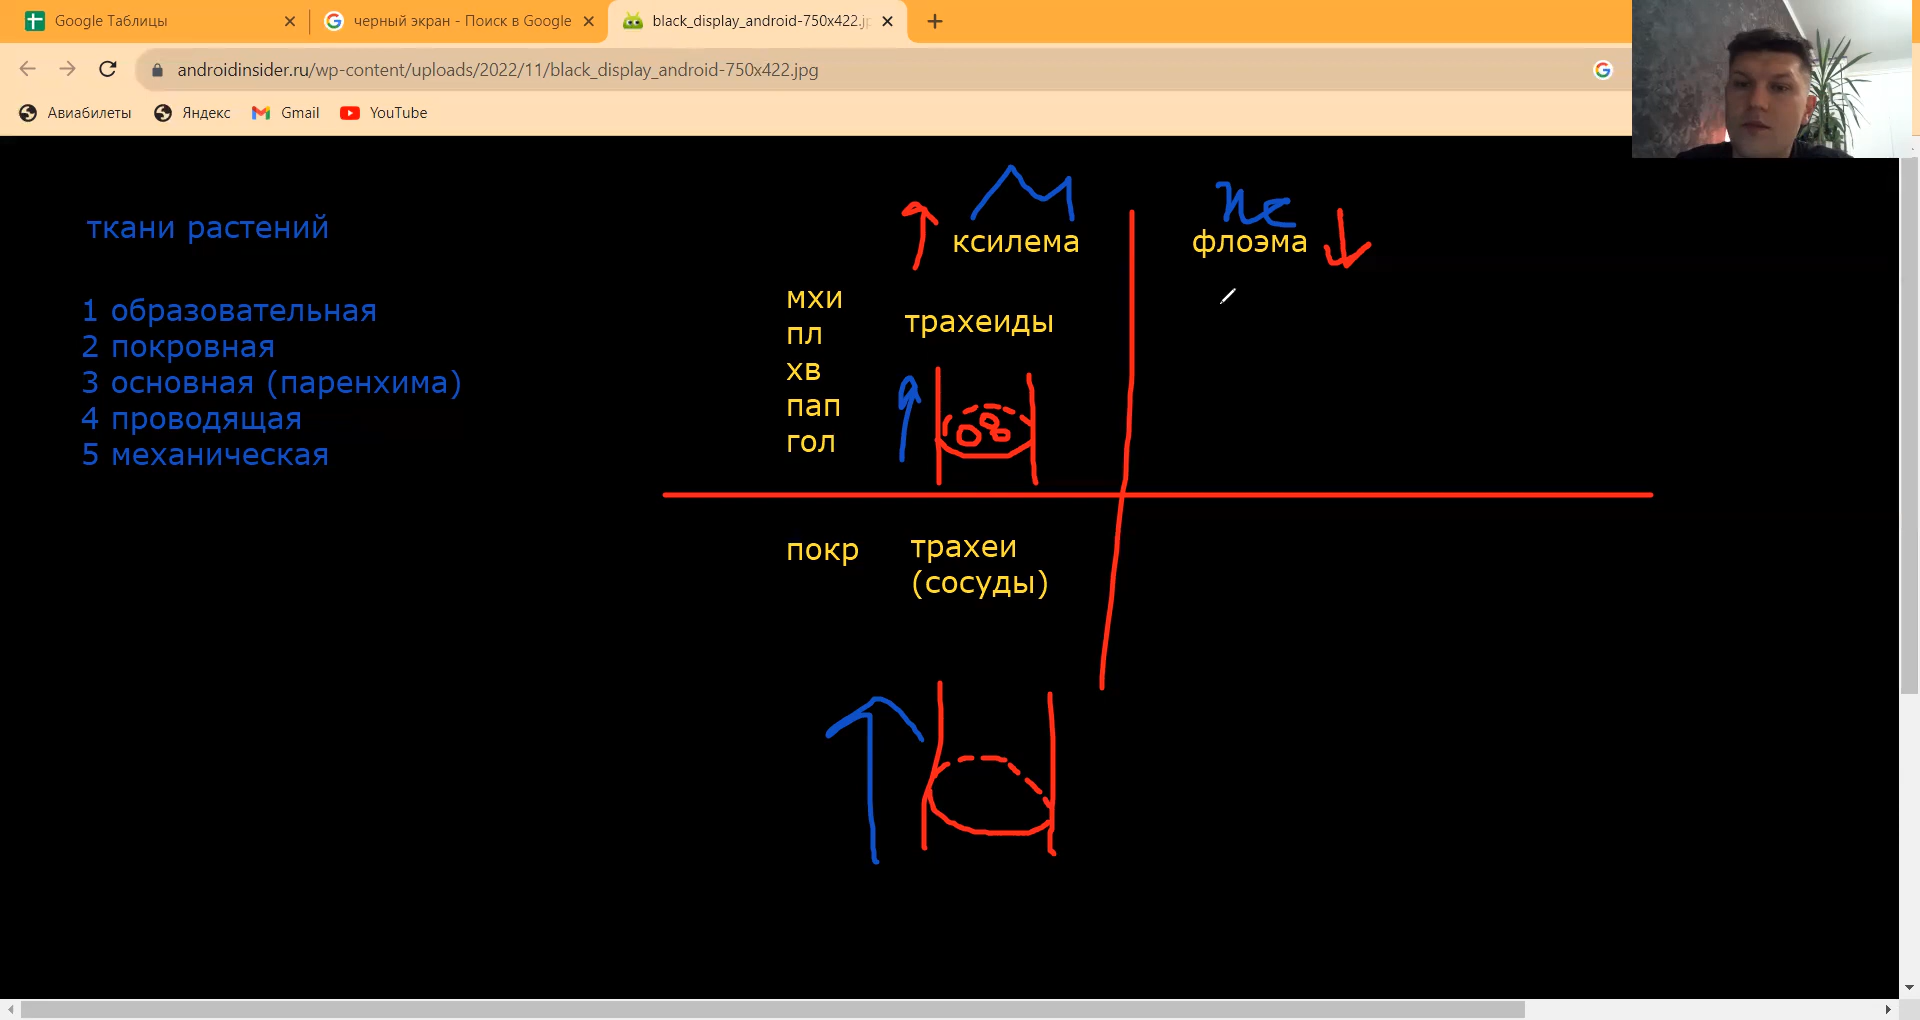 Google Таблицы
черный экран - Поиск в Google
black_display_android-750x422.jp
androidinsider.ru/wp-content/uploads/2022/11/black_display_android-750x422.jpg
Авиабилеты
Яндекс
Gmail
YouTube
ткани растений
1 образовательная
2 покровная
3 основная (паренхима)
4 проводящая
5 механическая
ксилема
мхи
пл
хв
пап
гол
трахеиды
покр
трахеи
(сосуды)
флоэма